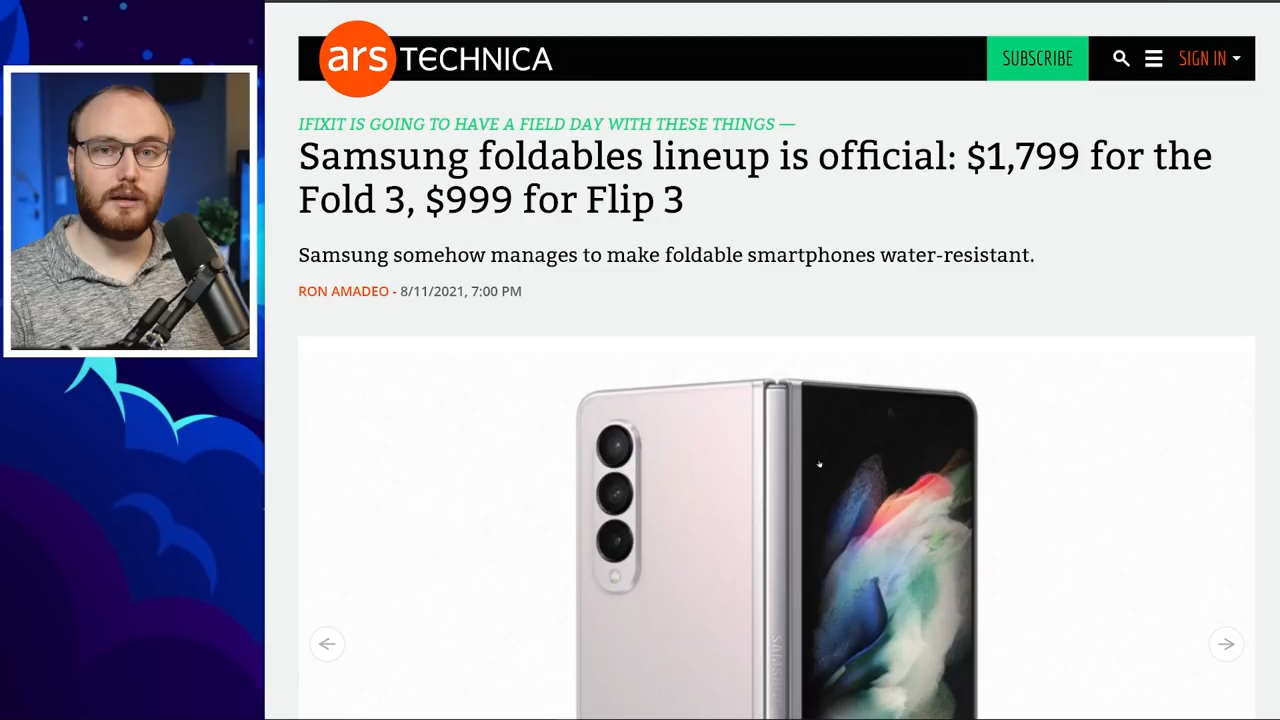 ars TECHNICA
SUBSCRIBE
SIGN IN
IFIXIT IS GOING TO HAVE A FIELD DAY WITH THESE THINGS —
Samsung foldables lineup is official: $1,799 for the
Fold 3, $999 for Flip 3
Samsung somehow manages to make foldable smartphones water-resistant.
RON AMADEO - 8/11/2021, 7:00 PM
SAMSUNG